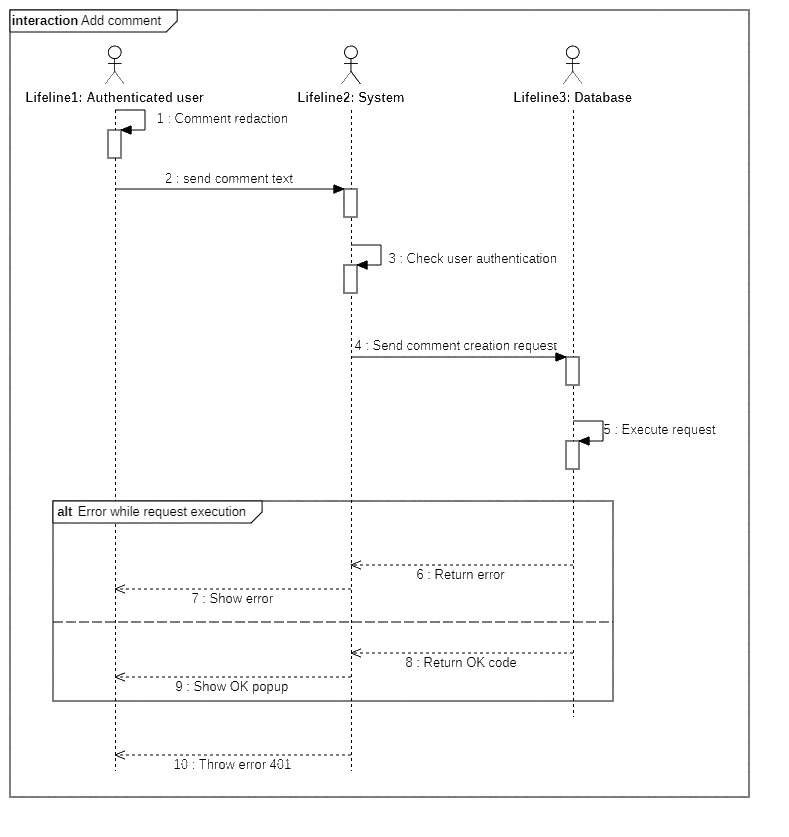 interaction Add comment
Lifeline1: Authenticated user
Lifeline2: System
Lifeline3: Database
1 : Comment redaction
2 : send comment text
3 : Check user authentication
4 : Send comment creation request
5 : Execute request
alt Error while request execution
6 : Return error
7 : Show error
8 : Return OK code
9 : Show OK popup
10 : Throw error 401